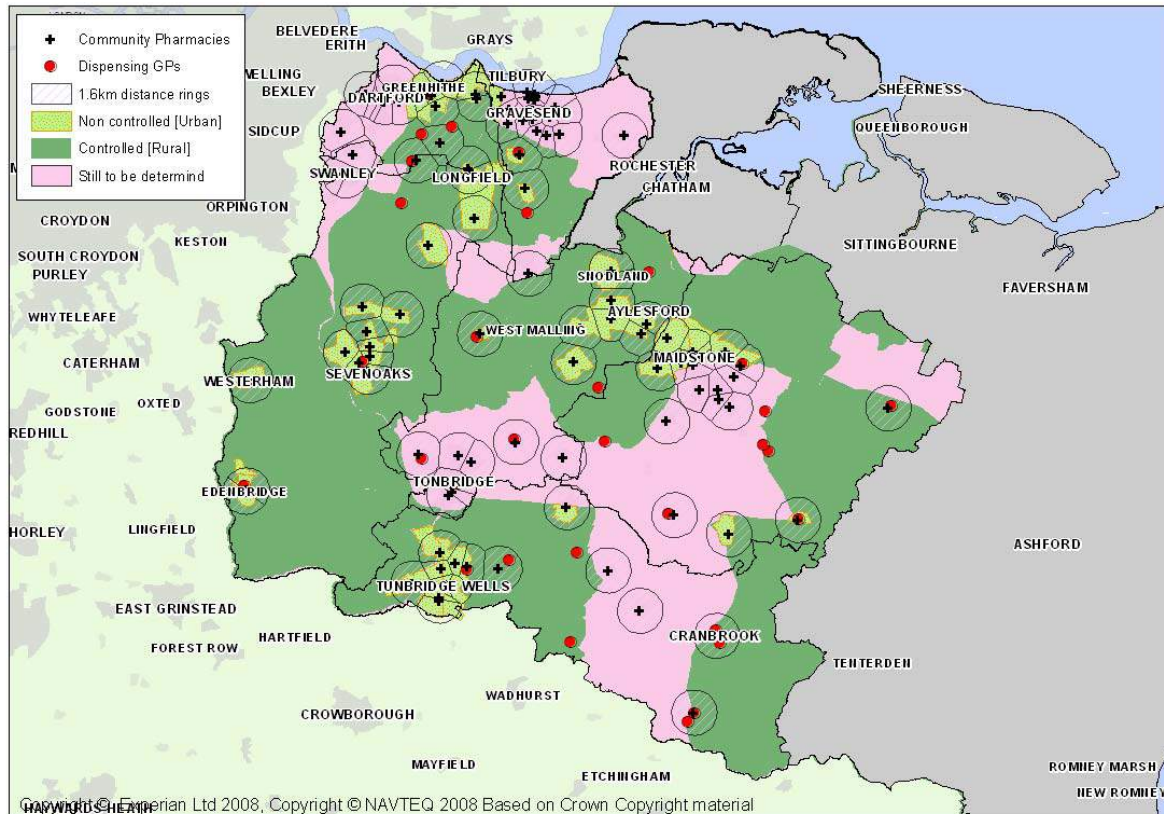 Community Pharmacies
Dispensing GPs
1.6km distance rings
Non controlled [Urban]
Controlled [Rural]
Still to be determind
BELVEDERE
ERITH
GRAYS
TILBURY
BEXLEY
GREENHITHE
DARTFORD
GRAVESEND
SHEERNESS
QUEENBOROUGH
SIDCUP
SWANLEY
LONGFIELD
ROCHESTER
CHATHAM
ORPINGTON
CROYDON
KESTON
SITTINGBOURNE
SOUTH CROYDON
PURLEY
SNODLAND
FAVERSHAM
WHYTELEAFE
AYLESFORD
WEST MALLING
CATERHAM
MAIDSTONE
SEVENOAKS
WESTERHAM
OXTED
GODSTONE
REDHILL
TONBRIDGE
EDENBRIDGE
HORLEY
LINGFIELD
ASHFORD
TUNBRIDGE WELLS
EAST GRINSTEAD
HARTFIELD
FOREST ROW
CRANBROOK
TENTERDEN
WADHURST
CROWBOROUGH
MAYFIELD
ETCHINGHAM
ROMNEY MARSH
NEW ROMNEY
Copyright © Experian Ltd 2008, Copyright © NAVTEQ 2008 Based on Crown Copyright material
HAYWARDS HEATH